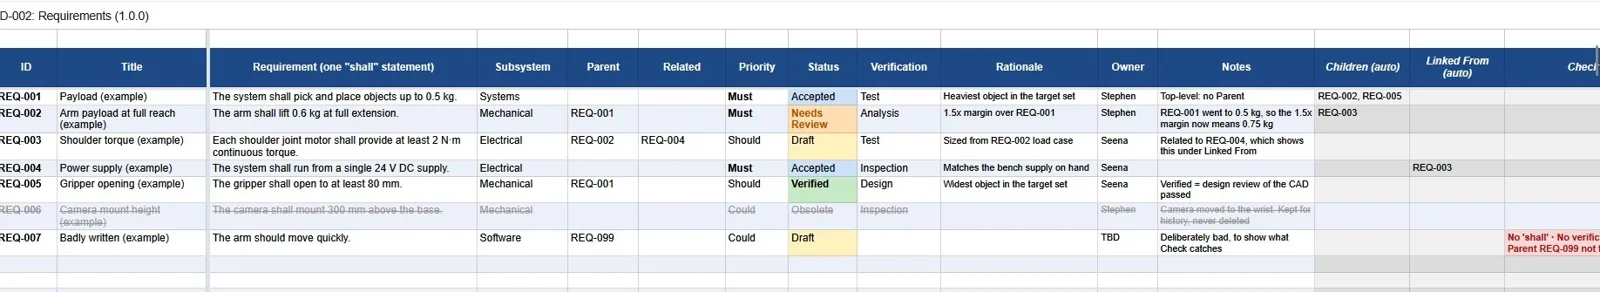 D-002: Requirements (1.0.0)
ID Title Requirement (one "shall" statement) Subsystem Parent Related Priority Status Verification Rationale Owner Notes Children (auto) Linked From (auto) Check
REQ-001 Payload (example) The system shall pick and place objects up to 0.5 kg. Systems Must Accepted Test Heaviest object in the target set Stephen Top-level: no Parent REQ-002, REQ-005
REQ-002 Arm payload at full reach (example) The arm shall lift 0.6 kg at full extension. Mechanical REQ-001 Must Needs Review Analysis 1.5x margin over REQ-001 Stephen REQ-001 went to 0.5 kg, so the 1.5x margin now means 0.75 kg REQ-003
REQ-003 Shoulder torque (example) Each shoulder joint motor shall provide at least 2 N·m continuous torque. Electrical REQ-002 REQ-004 Should Draft Test Sized from REQ-002 load case Seena Related to REQ-004, which shows this under Linked From
REQ-004 Power supply (example) The system shall run from a single 24 V DC supply. Electrical Must Accepted Inspection Matches the bench supply on hand Seena REQ-003
REQ-005 Gripper opening (example) The gripper shall open to at least 80 mm. Mechanical REQ-001 Should Verified Design Widest object in the target set Seena Verified = design review of the CAD passed
REQ-006 Camera mount height (example) The camera shall mount 300 mm above the base. Mechanical Could Obsolete Inspection Stephen Camera moved to the wrist. Kept for history, never deleted
REQ-007 Badly written (example) The arm should move quickly. Software REQ-099 Could Draft TBD Deliberately bad, to show what Check catches No 'shall' · No verific Parent REQ-099 not f